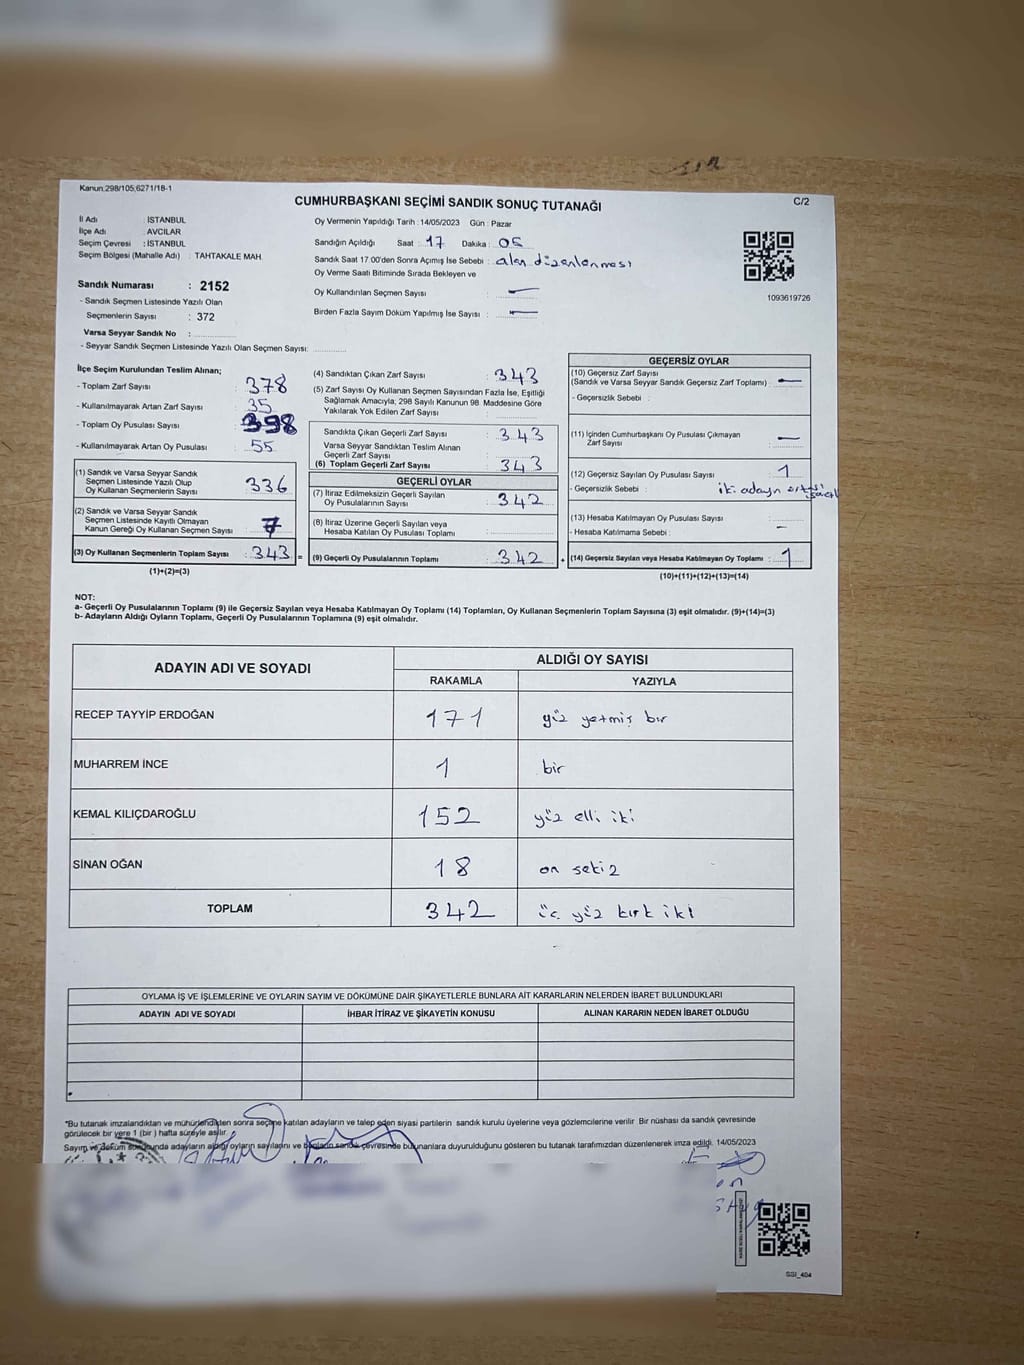 Kanun:298/105;6271/18-1
CUMHURBAŞKANI SEÇİMİ SANDIK SONUÇ TUTANAĞI
C/2
İl Adı : İSTANBUL
İlçe Adı : AVCILAR
Seçim Çevresi : İSTANBUL
Seçim Bölgesi (Mahalle Adı) : TAHTAKALE MAH.
Sandık Numarası : 2152
- Sandık Seçmen Listesinde Yazılı Olan
Seçmenlerin Sayısı : 372
Varsa Seyyar Sandık No :
- Seyyar Sandık Seçmen Listesinde Yazılı Olan Seçmen Sayısı:
Oy Vermenin Yapıldığı Tarih : 14/05/2023 Gün : Pazar
Sandığın Açıldığı Saat : 17 Dakika : 05
Sandık Saat 17.00'den Sonra Açımış İse Sebebi : alan düzenlenmesi
Oy Verme Saati Bitiminde Sırada Bekleyen ve
Oy Kullandırılan Seçmen Sayısı : —
Birden Fazla Sayım Döküm Yapılmış İse Sayısı : —
1093619726
İlçe Seçim Kurulundan Teslim Alınan;
- Toplam Zarf Sayısı : 378
- Kullanılmayarak Artan Zarf Sayısı : 35
- Toplam Oy Pusulası Sayısı : 398
- Kullanılmayarak Artan Oy Pusulası : 55
(1) Sandık ve Varsa Seyyar Sandık
Seçmen Listesinde Yazılı Olup
Oy Kullanan Seçmenlerin Sayısı : 336
(2) Sandık ve Varsa Seyyar Sandık
Seçmen Listesinde Kayıtlı Olmayan
Kanun Gereği Oy Kullanan Seçmen Sayısı : 7
(3) Oy Kullanan Seçmenlerin Toplam Sayısı : 343
(1)+(2)=(3)
(4) Sandıktan Çıkan Zarf Sayısı : 343
(5) Zarf Sayısı Oy Kullanan Seçmen Sayısından Fazla İse, Eşitliği
Sağlamak Amacıyla, 298 Sayılı Kanunun 98. Maddesine Göre
Yakılarak Yok Edilen Zarf Sayısı :
Sandıkta Çıkan Geçerli Zarf Sayısı : 343
Varsa Seyyar Sandıktan Teslim Alınan
Geçerli Zarf Sayısı :
(6) Toplam Geçerli Zarf Sayısı : 343
GEÇERLİ OYLAR
(7) İtiraz Edilmeksizin Geçerli Sayılan
Oy Pusulalarının Sayısı : 342
(8) İtiraz Üzerine Geçerli Sayılan veya
Hesaba Katılan Oy Pusulası Toplamı :
= (9) Geçerli Oy Pusulalarının Toplamı : 342
GEÇERSİZ OYLAR
(10) Geçersiz Zarf Sayısı
(Sandık ve Varsa Seyyar Sandık Geçersiz Zarf Toplamı) : —
- Geçersizlik Sebebi :
(11) İçinden Cumhurbaşkanı Oy Pusulası Çıkmayan
Zarf Sayısı : —
(12) Geçersiz Sayılan Oy Pusulası Sayısı : 1
- Geçersizlik Sebebi : iki adayın
(13) Hesaba Katılmayan Oy Pusulası Sayısı :
- Hesaba Katılmama Sebebi : —
+ (14) Geçersiz Sayılan veya Hesaba Katılmayan Oy Toplamı : 1
(10)+(11)+(12)+(13)=(14)
NOT:
a- Geçerli Oy Pusulalarının Toplamı (9) ile Geçersiz Sayılan veya Hesaba Katılmayan Oy Toplamı (14) Toplamları, Oy Kullanan Seçmenlerin Toplam Sayısına (3) eşit olmalıdır. (9)+(14)=(3)
b- Adayların Aldığı Oyların Toplamı, Geçerli Oy Pusulalarının Toplamına (9) eşit olmalıdır.
ADAYIN ADI VE SOYADI
ALDIĞI OY SAYISI
RAKAMLA YAZIYLA
RECEP TAYYİP ERDOĞAN 171 yüz yetmiş bir
MUHARREM İNCE 1 bir
KEMAL KILIÇDAROĞLU 152 yüz elli iki
SİNAN OĞAN 18 on sekiz
TOPLAM 342 üç yüz kırk iki
OYLAMA İŞ VE İŞLEMLERİNE VE OYLARIN SAYIM VE DÖKÜMÜNE DAİR ŞİKAYETLERLE BUNLARA AİT KARARLARIN NELERDEN İBARET BULUNDUKLARI
ADAYIN ADI VE SOYADI İHBAR İTİRAZ VE ŞİKAYETİN KONUSU ALINAN KARARIN NEDEN İBARET OLDUĞU
*Bu tutanak imzalandıktan ve mühürlendikten sonra seçime katılan adayların ve talep eden siyasi partilerin sandık kurulu üyelerine veya gözlemcilerine verilir Bir nüshası da sandık çevresinde
görülecek bir yere 1 (bir) hafta süreyle asılır.
Sayım ve döküm sonucunda adayların aldığı oyların sayılarını ve bunların sandık çevresinde bulunanlara duyurulduğunu gösteren bu tutanak tarafımızdan düzenlenerek imza edildi. 14/05/2023
SSI_404